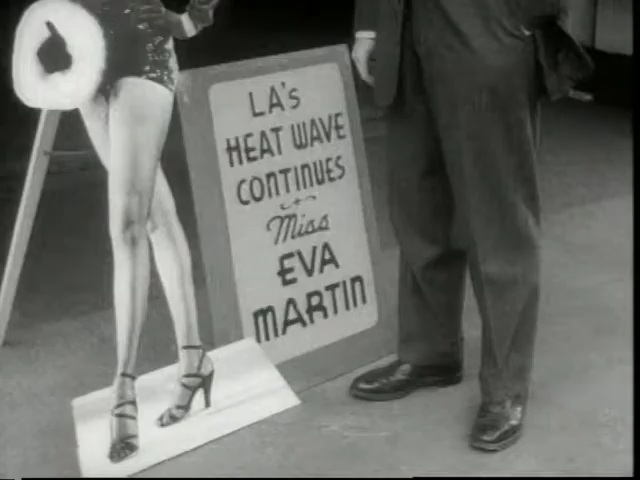 LA's
HEAT WAVE
CONTINUES
Miss
EVA
MARTIN